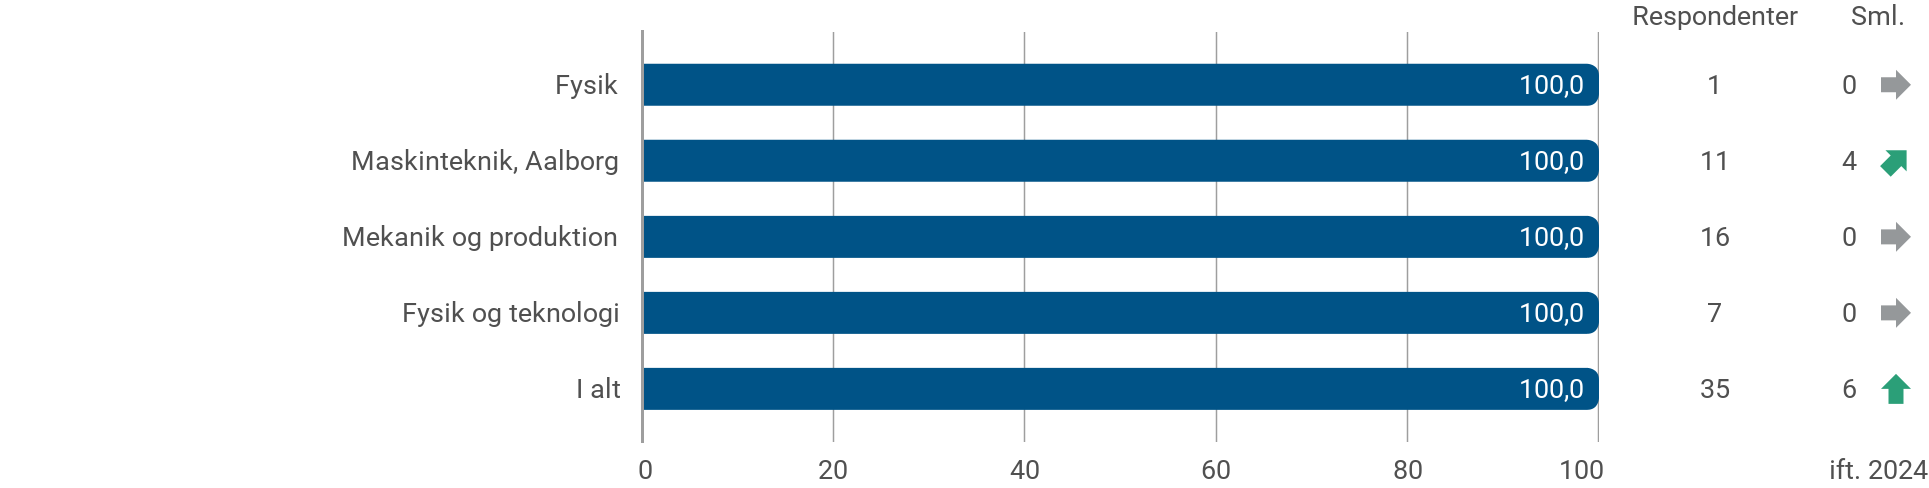 Respondenter Sml.
Fysik 100,0 1 0
Maskinteknik, Aalborg 100,0 11 4
Mekanik og produktion 100,0 16 0
Fysik og teknologi 100,0 7 0
I alt 100,0 35 6
0 20 40 60 80 100 ift. 2024